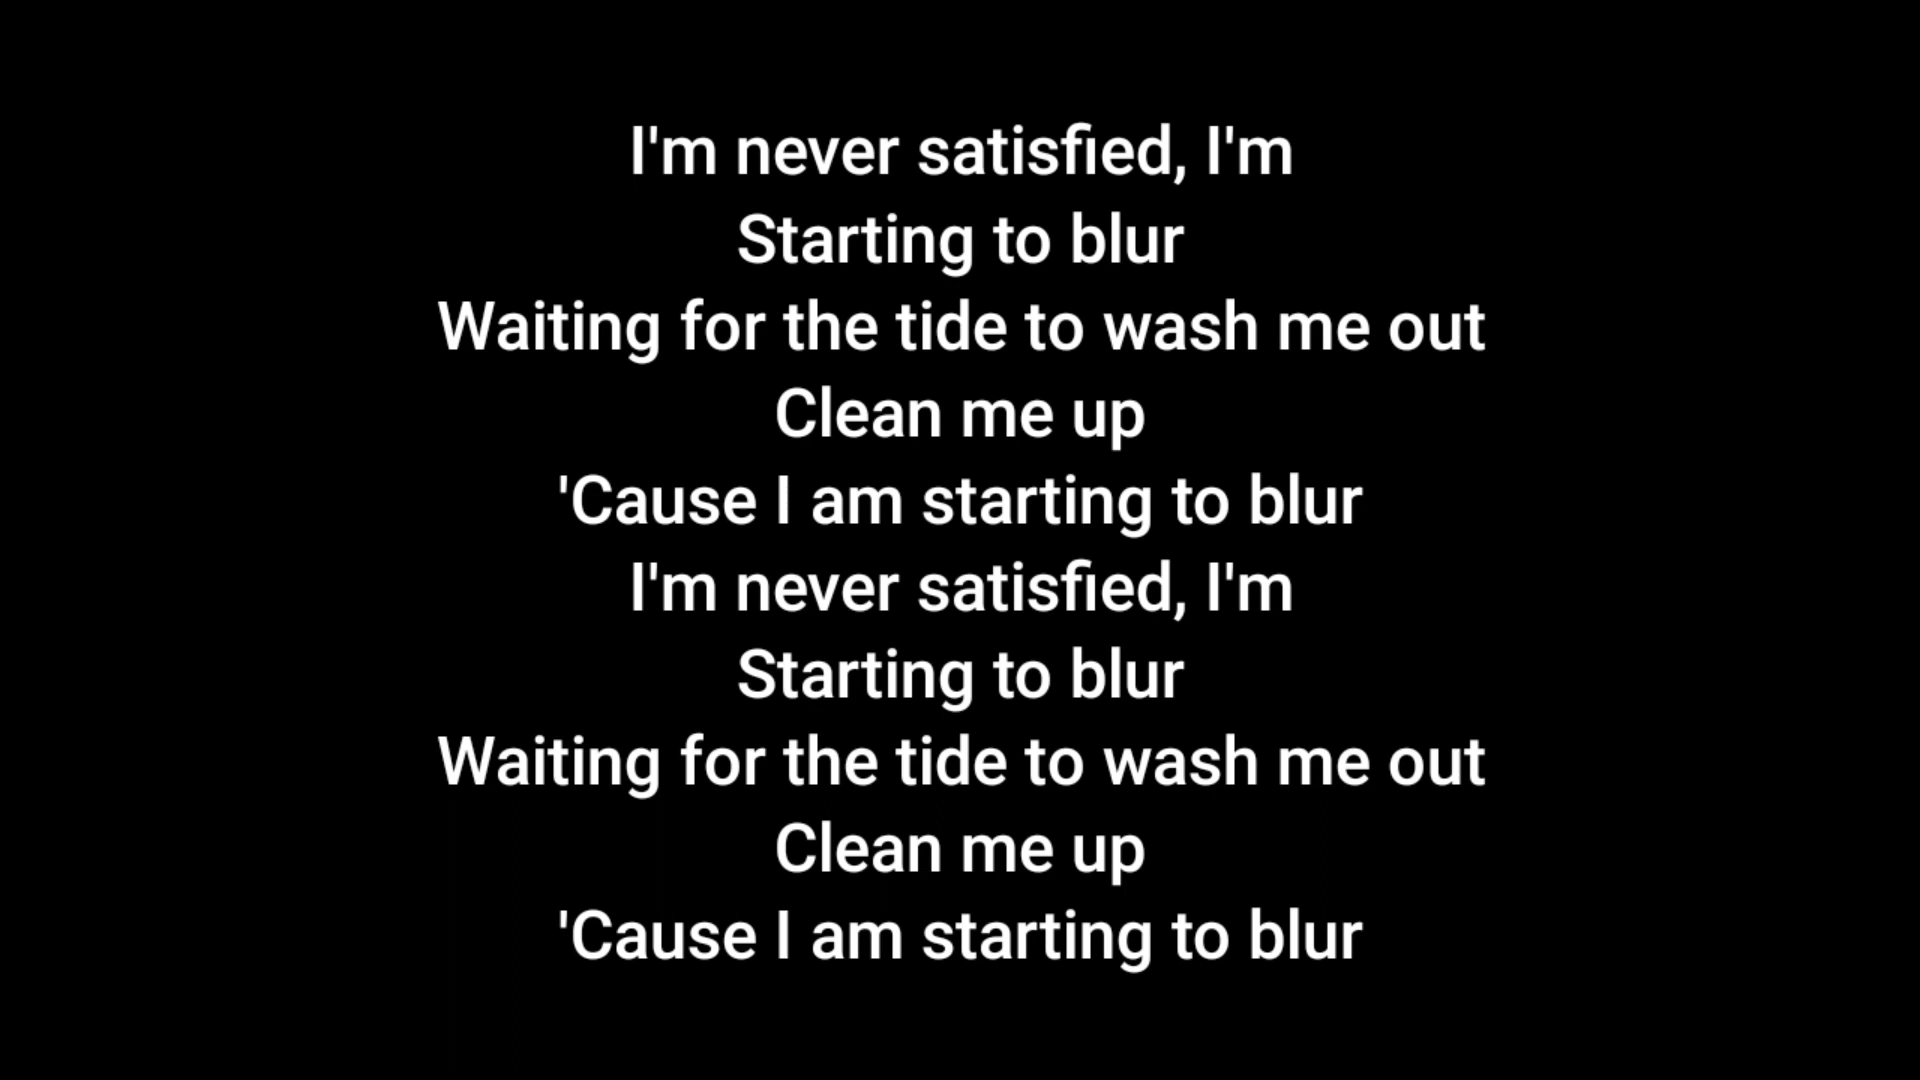 I'm never satisfied, I'm
Starting to blur
Waiting for the tide to wash me out
Clean me up
'Cause I am starting to blur
I'm never satisfied, I'm
Starting to blur
Waiting for the tide to wash me out
Clean me up
'Cause I am starting to blur